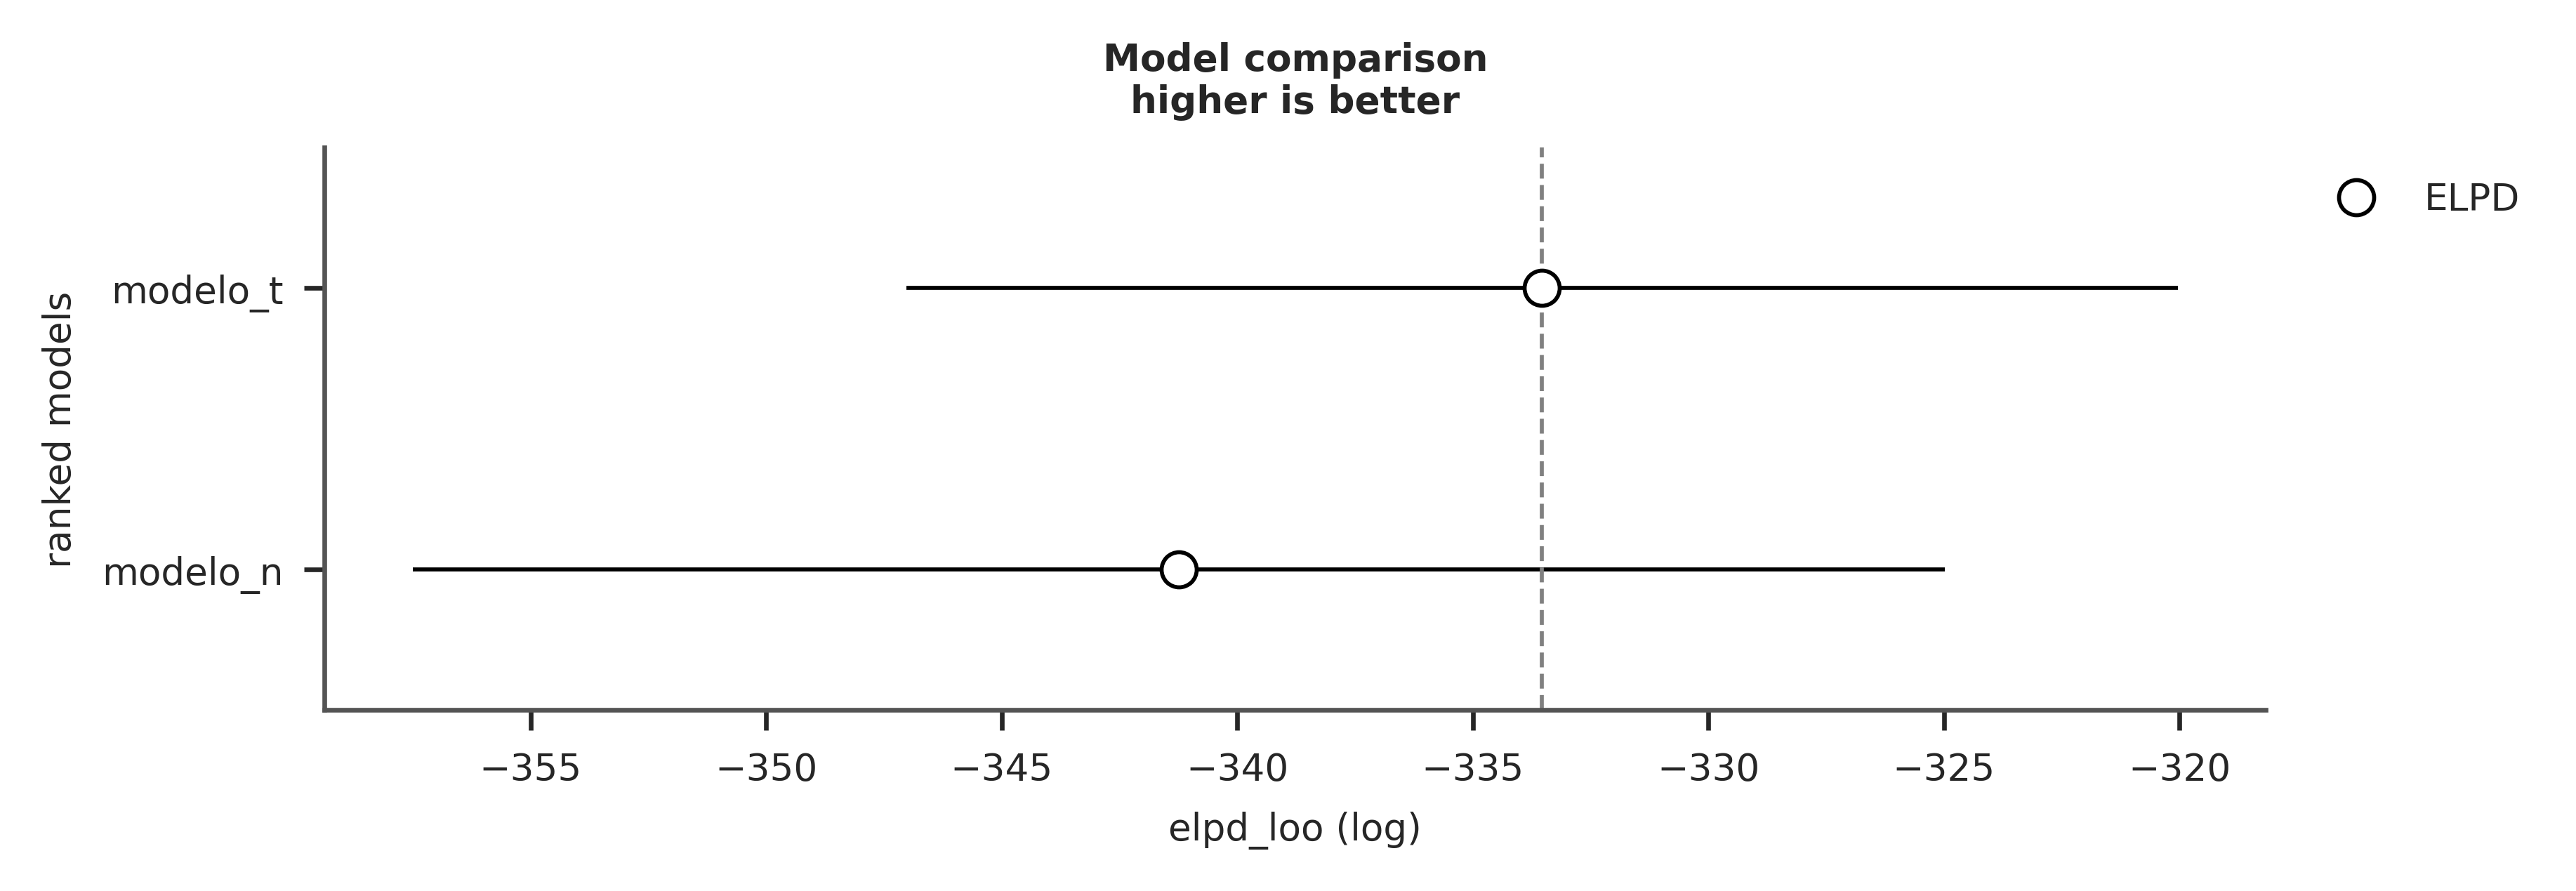 Model comparison
higher is better
ELPD
modelo_t
modelo_n
ranked models
−355
−350
−345
−340
−335
−330
−325
−320
elpd_loo (log)